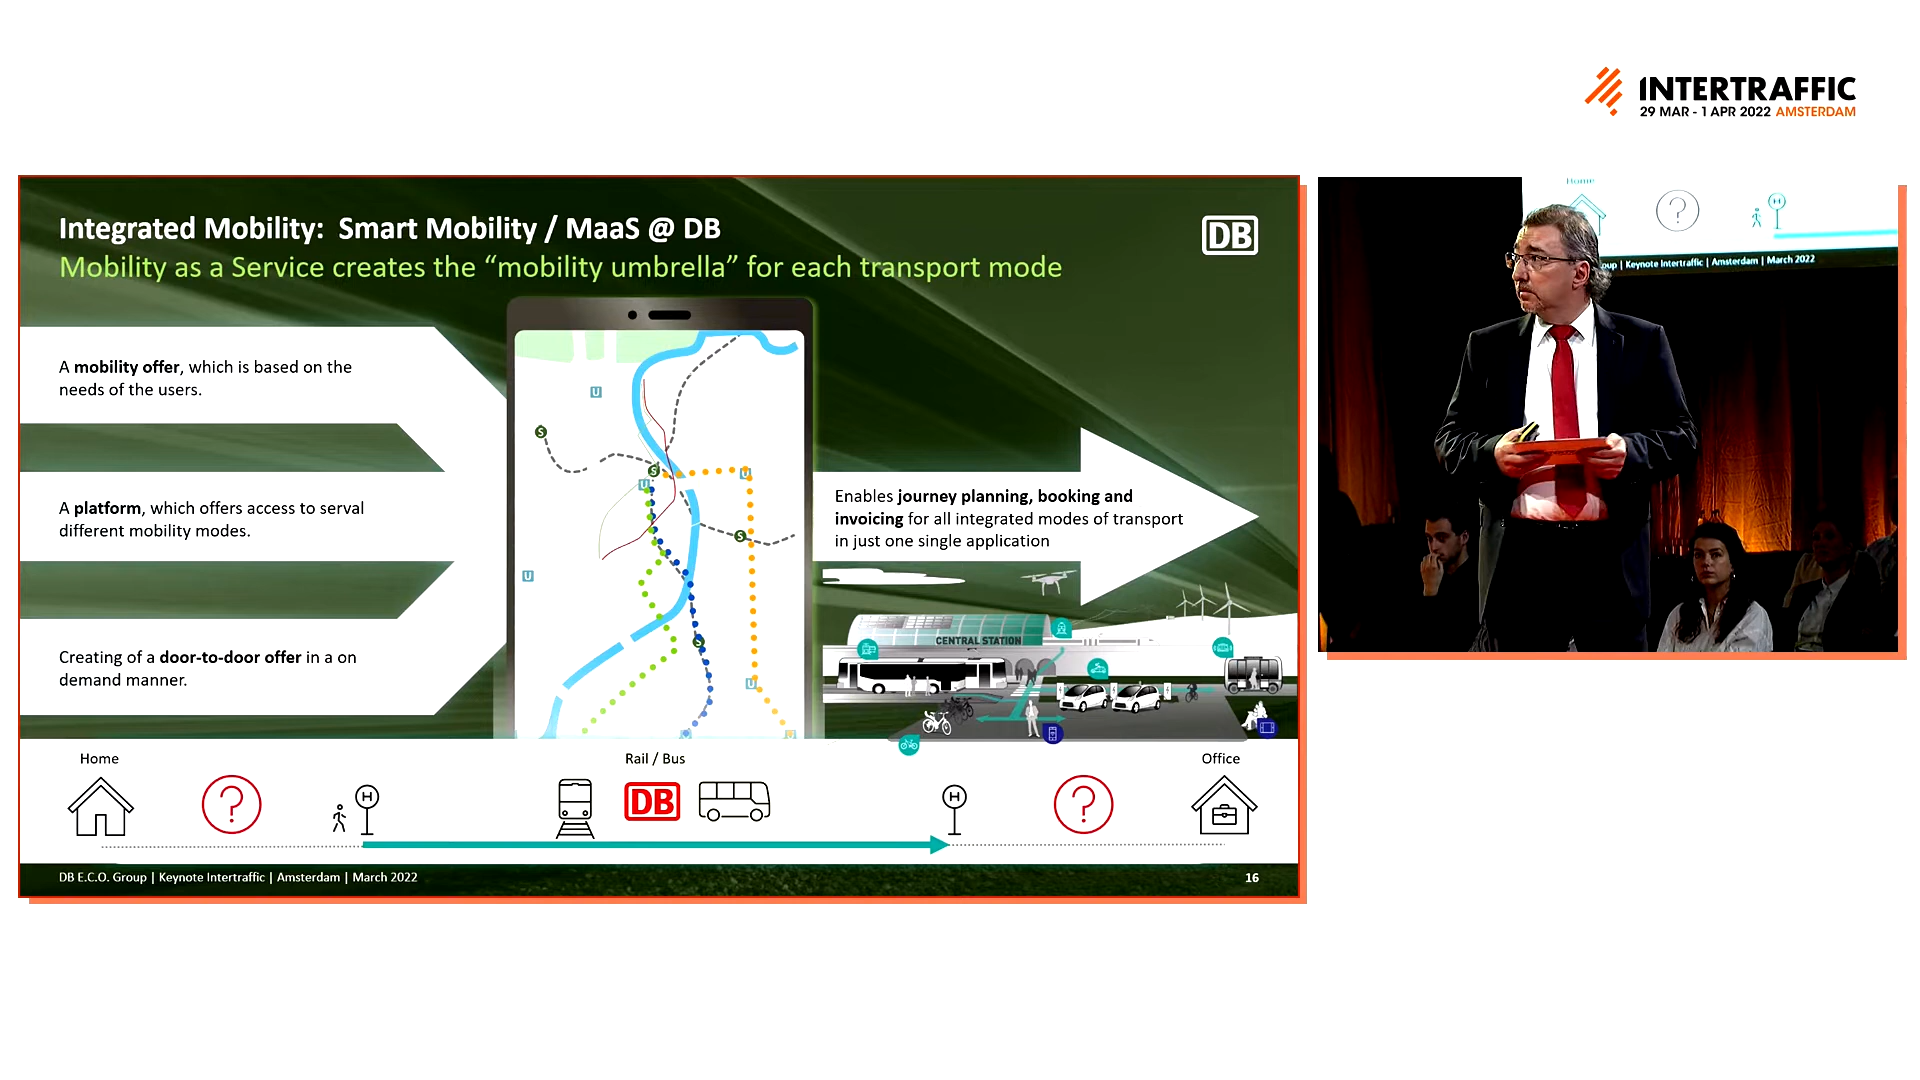 INTERTRAFFIC
29 MAR - 1 APR 2022 AMSTERDAM
Integrated Mobility: Smart Mobility / MaaS @ DB
Mobility as a Service creates the “mobility umbrella” for each transport mode
DB
A mobility offer, which is based on the
needs of the users.
A platform, which offers access to serval
different mobility modes.
Creating of a door-to-door offer in a on
demand manner.
U
S
S
U
U
S
U
S
U
Enables journey planning, booking and
invoicing for all integrated modes of transport
in just one single application
CENTRAL STATION
Home
Rail / Bus
Office
?
H
DB
H
?
DB E.C.O. Group | Keynote Intertraffic | Amsterdam | March 2022
16
Home
?
H
oup | Keynote Intertraffic | Amsterdam | March 2022